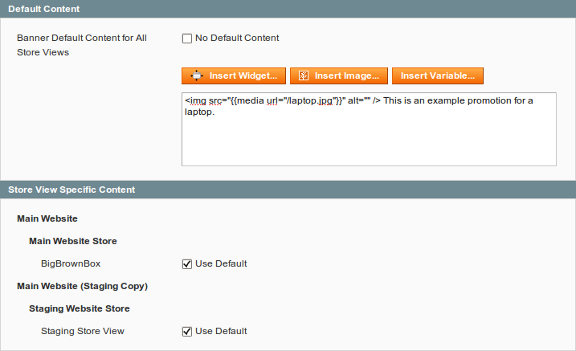 Default Content
Banner Default Content for All
Store Views
No Default Content
Insert Widget... Insert Image... Insert Variable...
<img src="{{media url="/laptop.jpg"}}" alt="" /> This is an example promotion for a
laptop.
Store View Specific Content
Main Website
Main Website Store
BigBrownBox Use Default
Main Website (Staging Copy)
Staging Website Store
Staging Store View Use Default